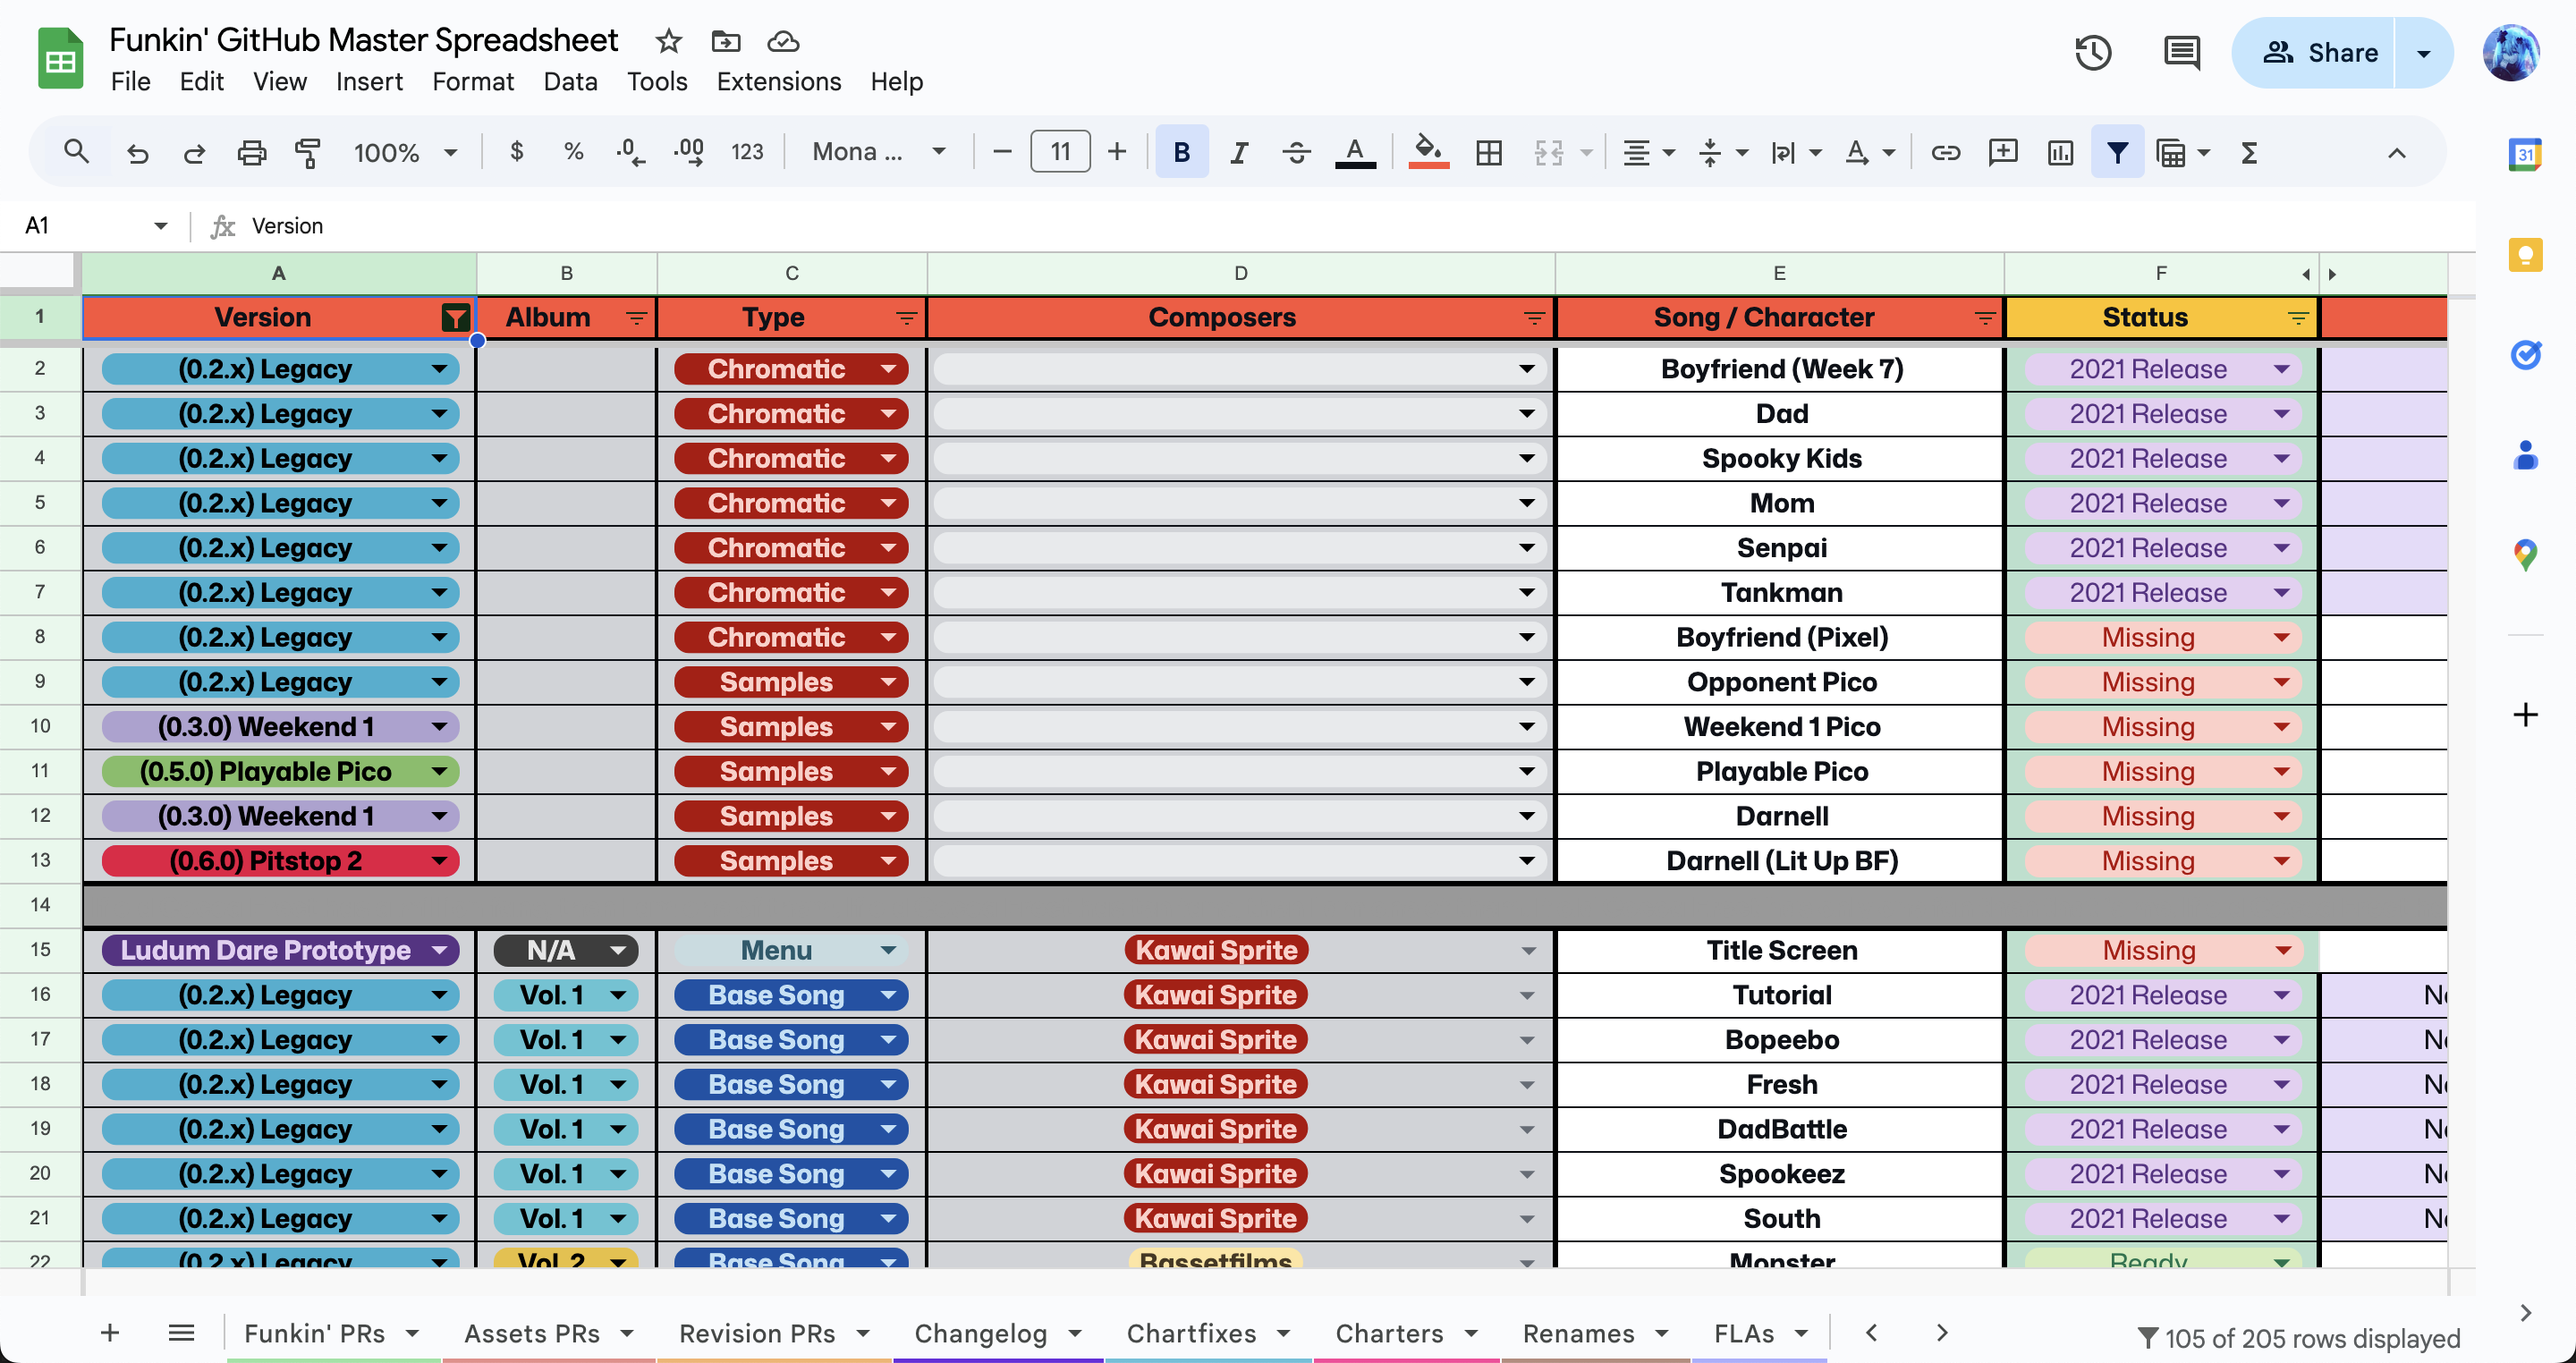 Funkin' GitHub Master Spreadsheet
File Edit View Insert Format Data Tools Extensions Help
Share
100% $ % .0 .00 123 Mona ... 11 B I A A Σ
31
A1 fx Version
A B C D E F
1 Version Album Type Composers Song / Character Status
2 (0.2.x) Legacy Chromatic Boyfriend (Week 7) 2021 Release
3 (0.2.x) Legacy Chromatic Dad 2021 Release
4 (0.2.x) Legacy Chromatic Spooky Kids 2021 Release
5 (0.2.x) Legacy Chromatic Mom 2021 Release
6 (0.2.x) Legacy Chromatic Senpai 2021 Release
7 (0.2.x) Legacy Chromatic Tankman 2021 Release
8 (0.2.x) Legacy Chromatic Boyfriend (Pixel) Missing
9 (0.2.x) Legacy Samples Opponent Pico Missing
10 (0.3.0) Weekend 1 Samples Weekend 1 Pico Missing
11 (0.5.0) Playable Pico Samples Playable Pico Missing
12 (0.3.0) Weekend 1 Samples Darnell Missing
13 (0.6.0) Pitstop 2 Samples Darnell (Lit Up BF) Missing
14
15 Ludum Dare Prototype N/A Menu Kawai Sprite Title Screen Missing
16 (0.2.x) Legacy Vol. 1 Base Song Kawai Sprite Tutorial 2021 Release
17 (0.2.x) Legacy Vol. 1 Base Song Kawai Sprite Bopeebo 2021 Release
18 (0.2.x) Legacy Vol. 1 Base Song Kawai Sprite Fresh 2021 Release
19 (0.2.x) Legacy Vol. 1 Base Song Kawai Sprite DadBattle 2021 Release
20 (0.2.x) Legacy Vol. 1 Base Song Kawai Sprite Spookeez 2021 Release
21 (0.2.x) Legacy Vol. 1 Base Song Kawai Sprite South 2021 Release
22 (0.2.x) Legacy Vol. 2 Base Song Bassetfilms Monster Ready
Funkin' PRs Assets PRs Revision PRs Changelog Chartfixes Charters Renames FLAs 105 of 205 rows displayed